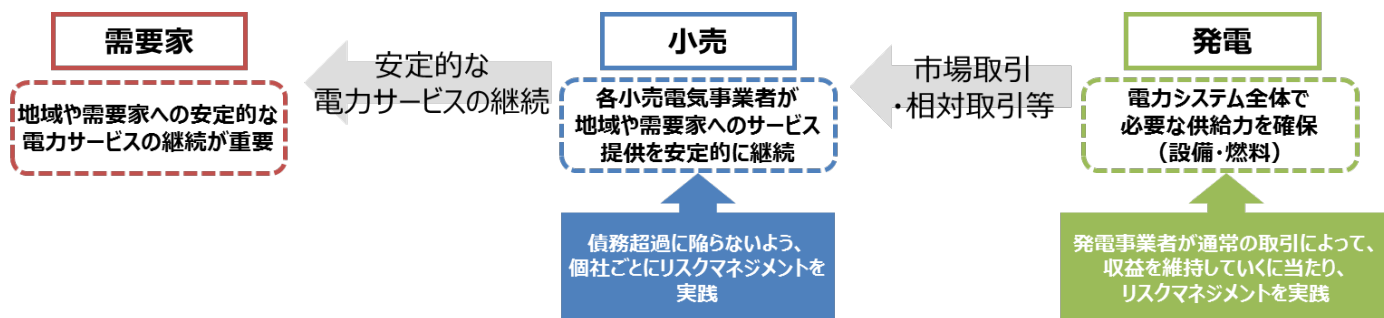 需要家
地域や需要家への安定的な
電力サービスの継続が重要
安定的な
電力サービスの継続
小売
各小売電気事業者が
地域や需要家へのサービス
提供を安定的に継続
債務超過に陥らないよう、
個社ごとにリスクマネジメントを
実践
市場取引
・相対取引等
発電
電力システム全体で
必要な供給力を確保
（設備・燃料）
発電事業者が通常の取引によって、
収益を維持していくに当たり、
リスクマネジメントを実践